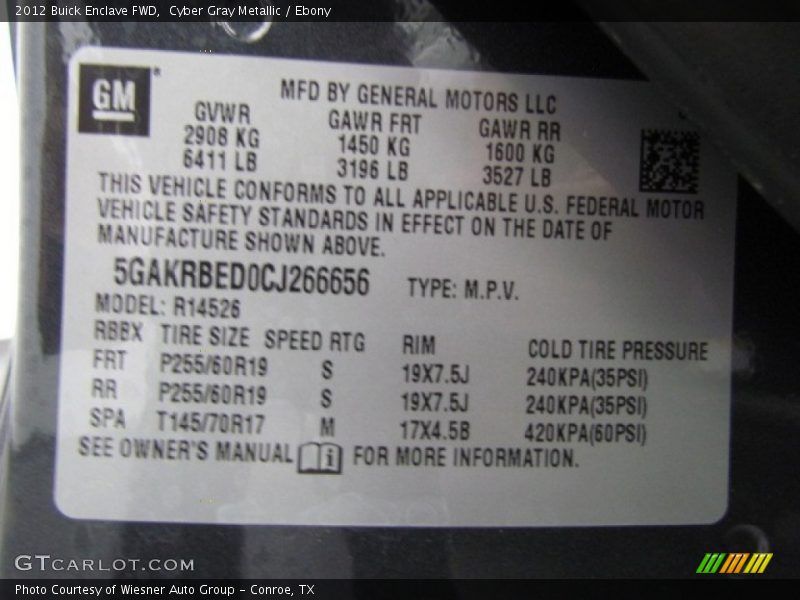 2012 Buick Enclave FWD,  Cyber Gray Metallic / Ebony
GM
MFD BY GENERAL MOTORS LLC
GVWR GAWR FRT GAWR RR
2908 KG 1450 KG 1600 KG
6411 LB 3196 LB 3527 LB
THIS VEHICLE CONFORMS TO ALL APPLICABLE U.S. FEDERAL MOTOR
VEHICLE SAFETY STANDARDS IN EFFECT ON THE DATE OF
MANUFACTURE SHOWN ABOVE.
5GAKRBED0CJ266656 TYPE: M.P.V.
MODEL: R14526
RBBX TIRE SIZE SPEED RTG RIM COLD TIRE PRESSURE
FRT P255/60R19 S 19X7.5J 240KPA(35PSI)
RR P255/60R19 S 19X7.5J 240KPA(35PSI)
SPA T145/70R17 M 17X4.5B 420KPA(60PSI)
SEE OWNER'S MANUAL i FOR MORE INFORMATION.
GTCARLOT.COM
Photo Courtesy of Wiesner Auto Group - Conroe, TX